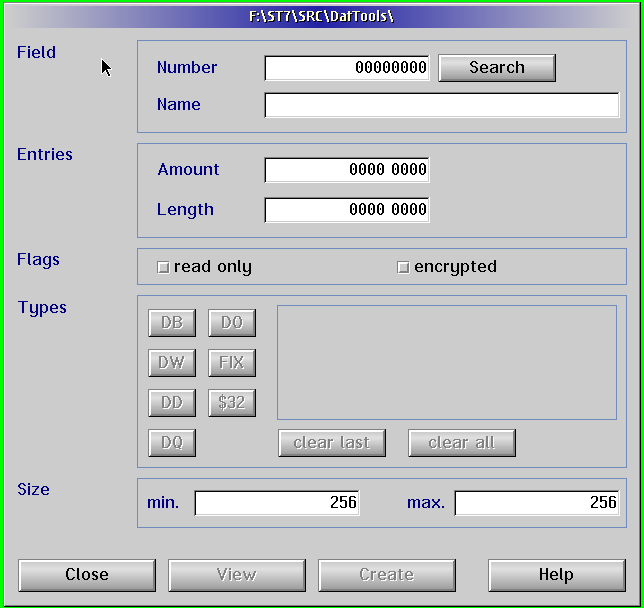 F:\ST7\SRC\DatTools\
Field
Number 00000000 Search
Name
Entries
Amount 0000 0000
Length 0000 0000
Flags
read only encrypted
Types
DB DO
DW FIX
DD $32
DQ clear last clear all
Size
min. 256 max. 256
Close View Create Help